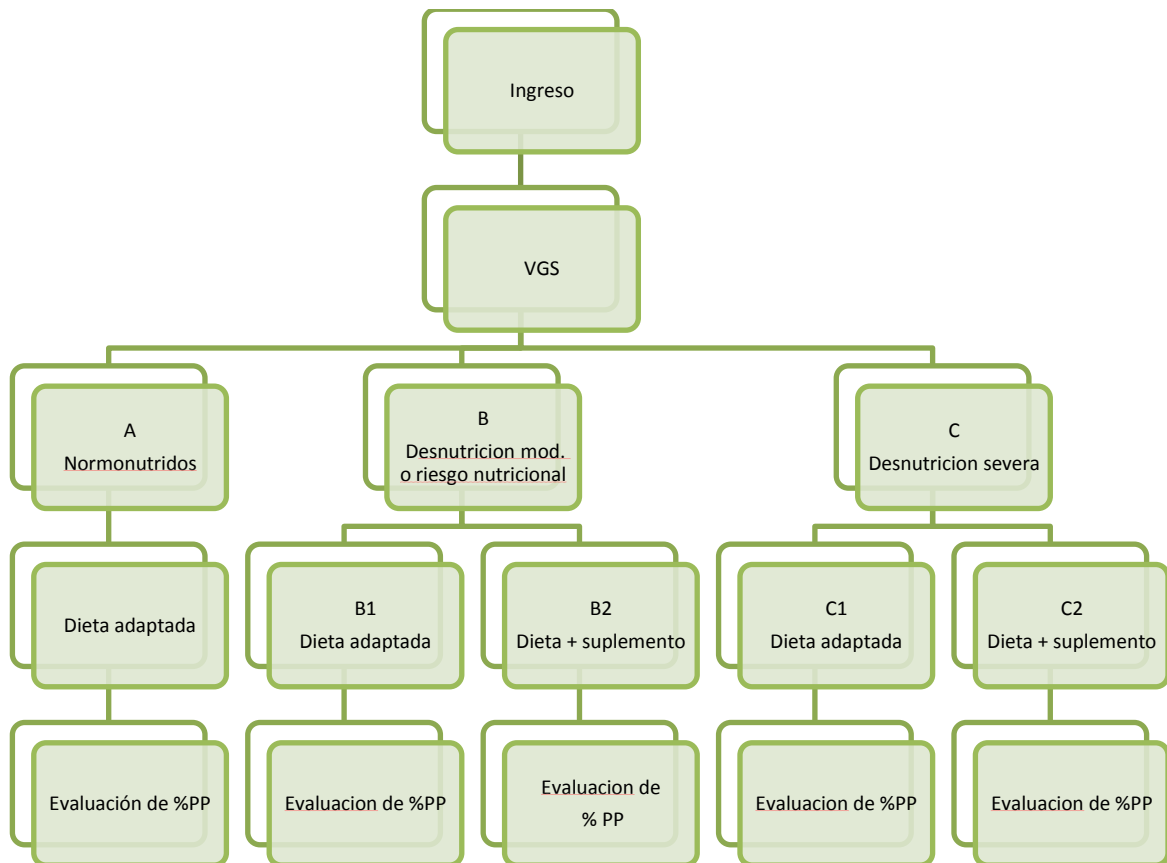 Ingreso
VGS
A
Normonutridos
B
Desnutricion mod.
o riesgo nutricional
C
Desnutricion severa
Dieta adaptada
B1
Dieta adaptada
B2
Dieta + suplemento
C1
Dieta adaptada
C2
Dieta + suplemento
Evaluación de %PP
Evaluacion de %PP
Evaluacion de
% PP
Evaluacion de %PP
Evaluacion de %PP